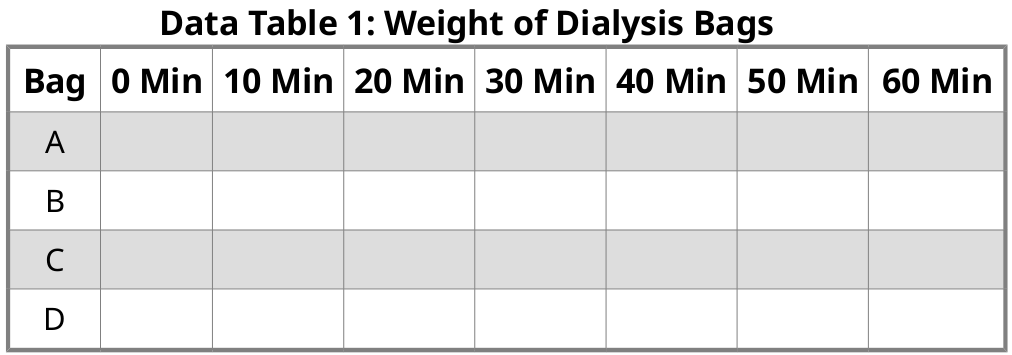 Data Table 1: Weight of Dialysis Bags
Bag 0 Min 10 Min 20 Min 30 Min 40 Min 50 Min 60 Min
A
B
C
D